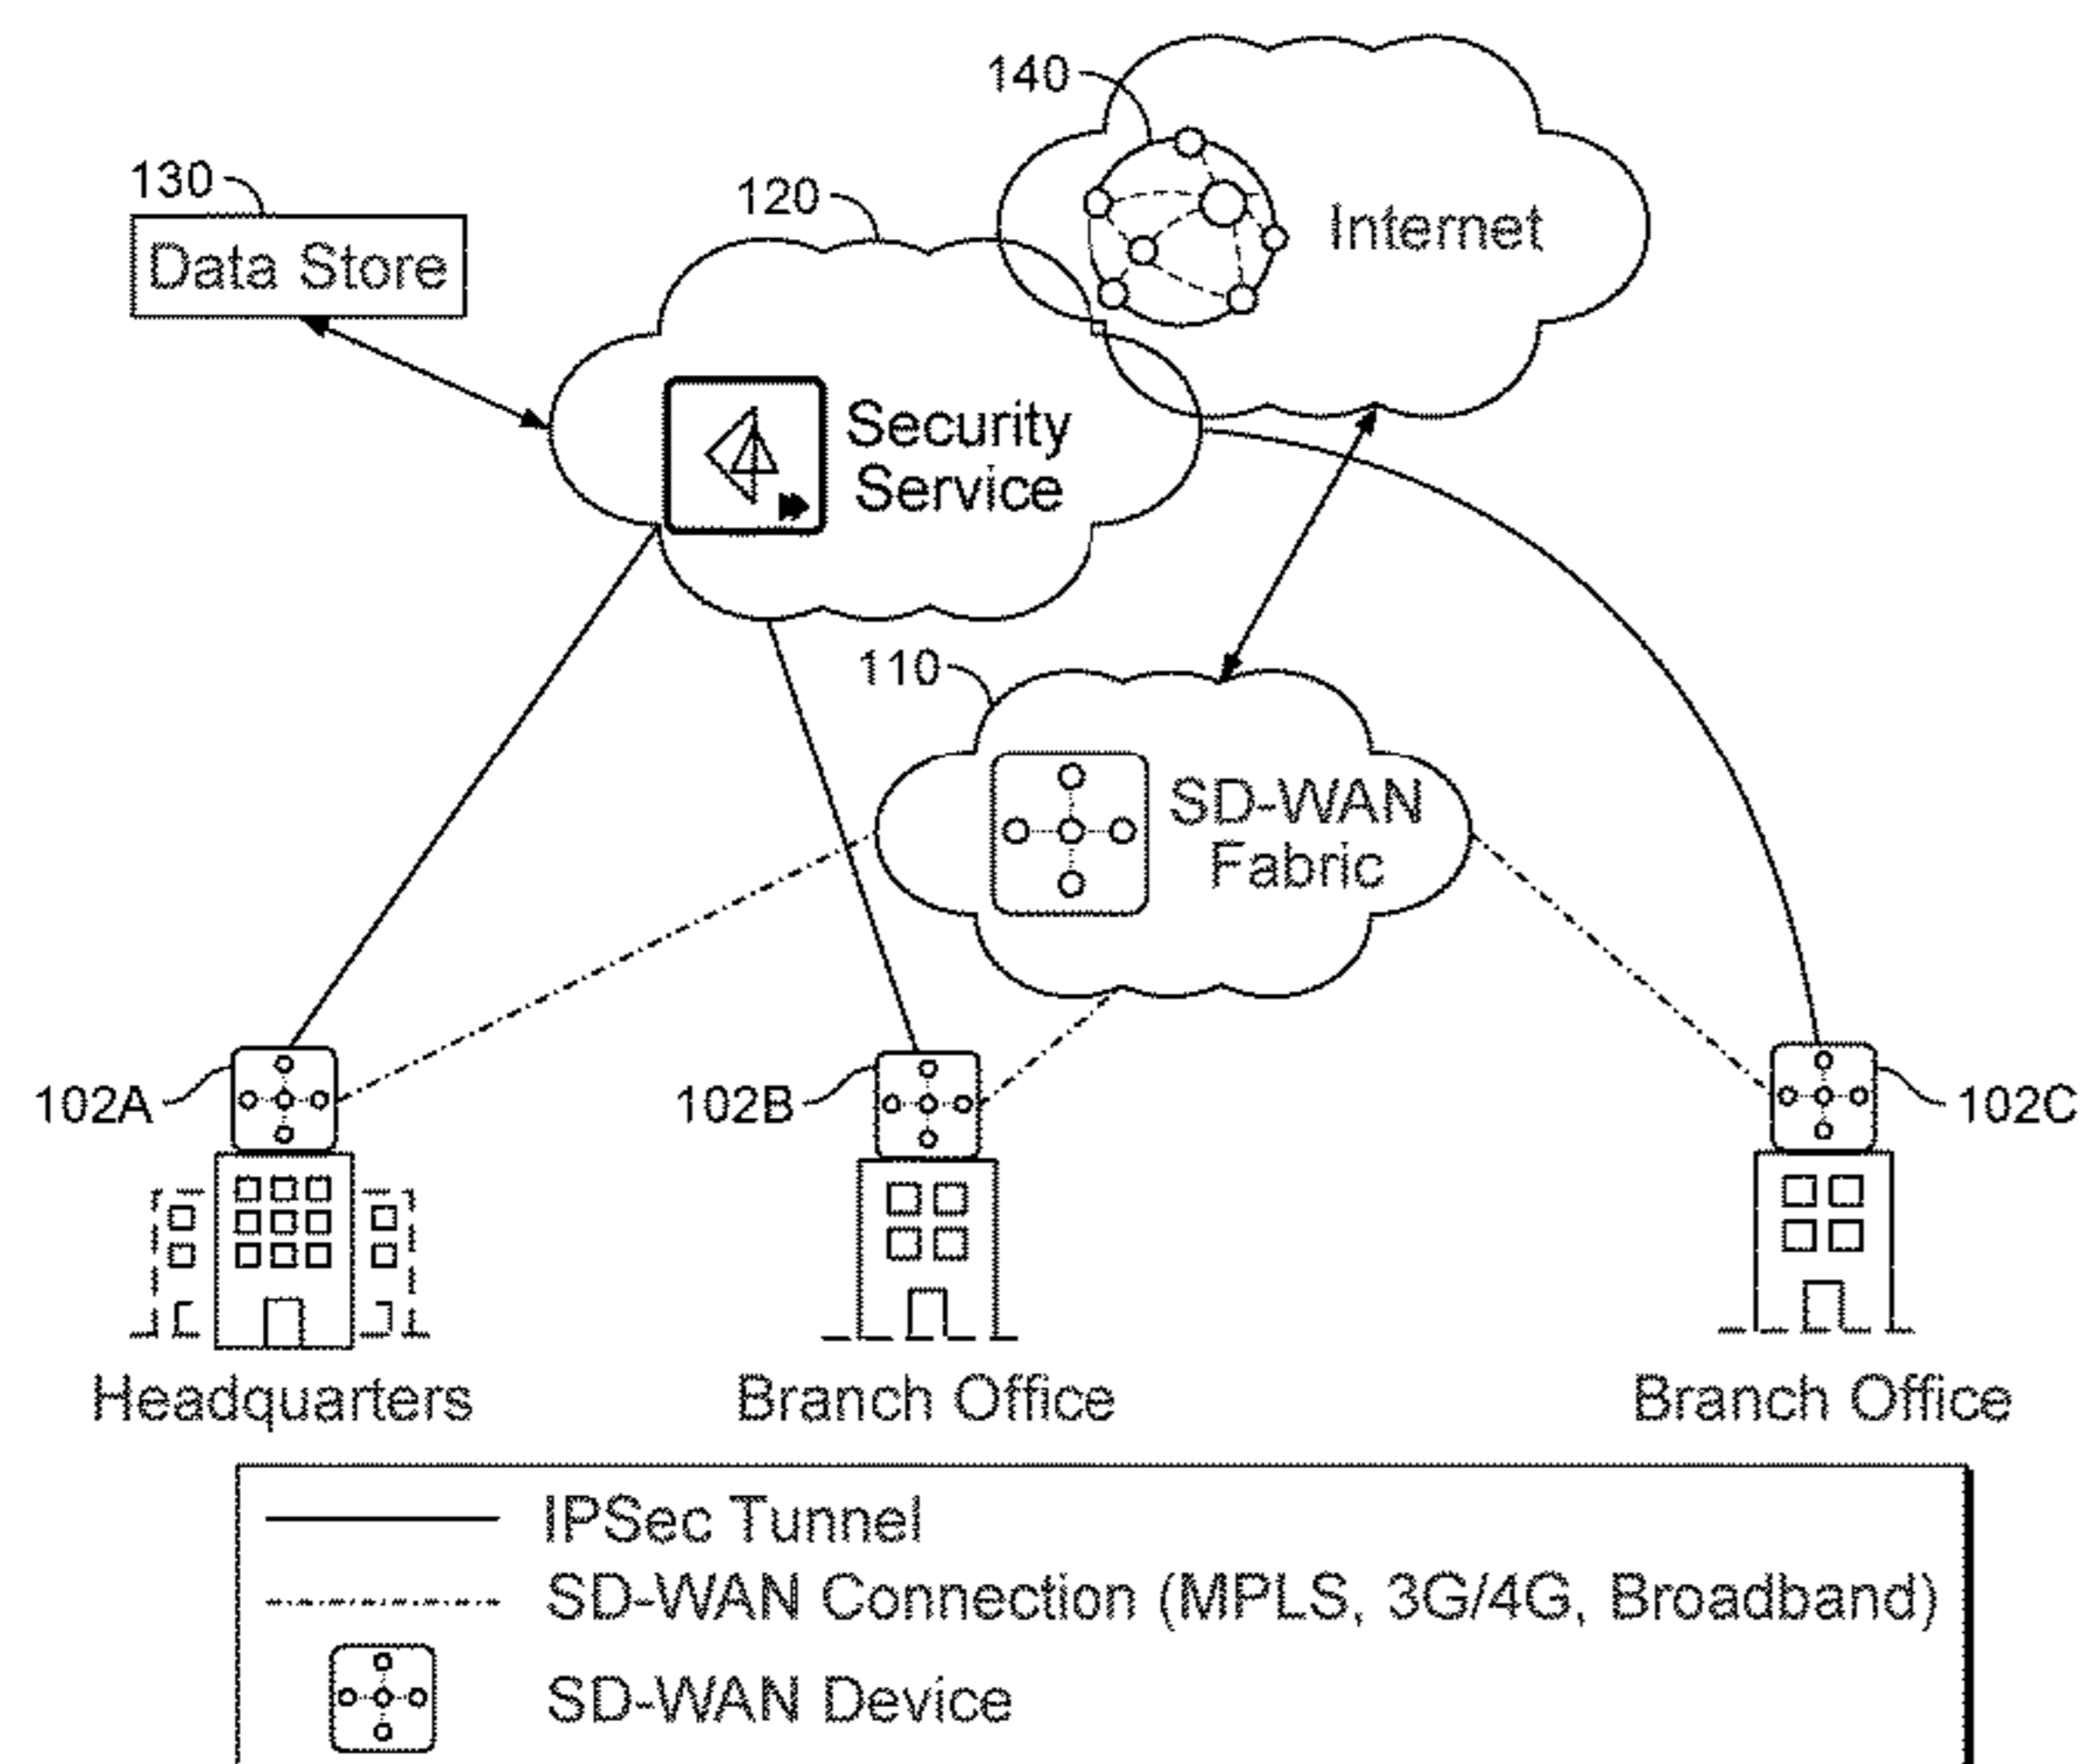 140
130
120
Internet
Data Store
Security
Service
110
SD-WAN
Fabric
102A
102B
102C
Headquarters
Branch Office
Branch Office
IPSec Tunnel
SD-WAN Connection (MPLS, 3G/4G, Broadband)
SD-WAN Device